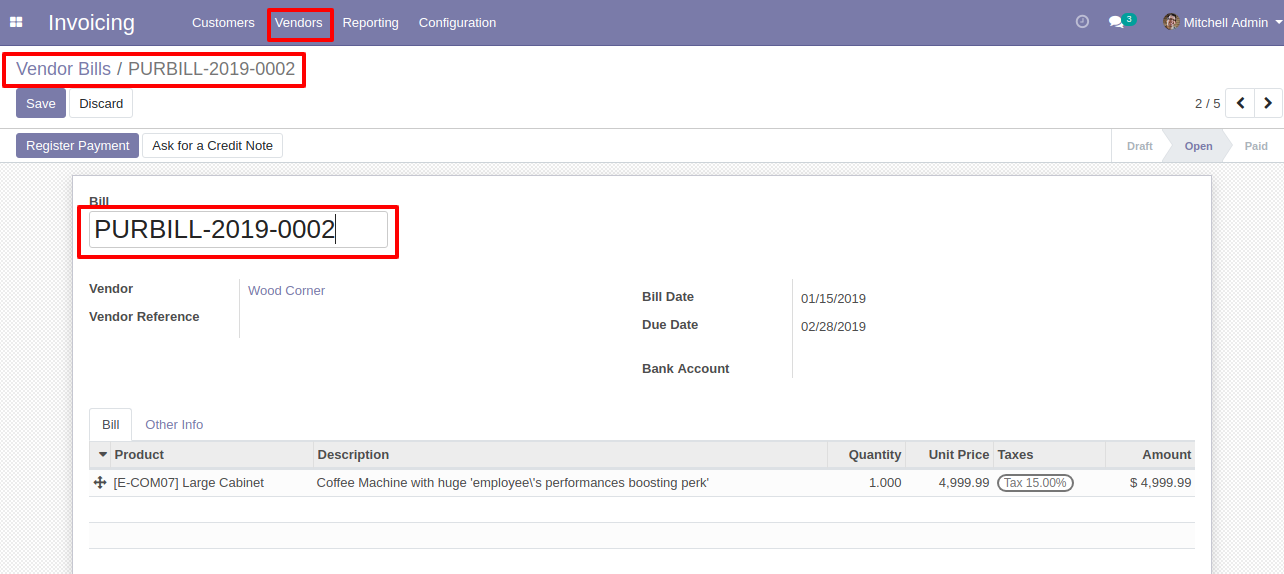 Invoicing Customers Vendors Reporting Configuration 3 Mitchell Admin
Vendor Bills / PURBILL-2019-0002
Save Discard 2 / 5
Register Payment Ask for a Credit Note Draft Open Paid
Bill
PURBILL-2019-0002
Vendor Wood Corner
Vendor Reference
Bill Date 01/15/2019
Due Date 02/28/2019
Bank Account
Bill Other Info
Product Description Quantity Unit Price Taxes Amount
[E-COM07] Large Cabinet Coffee Machine with huge 'employee\'s performances boosting perk' 1.000 4,999.99 Tax 15.00% $ 4,999.99